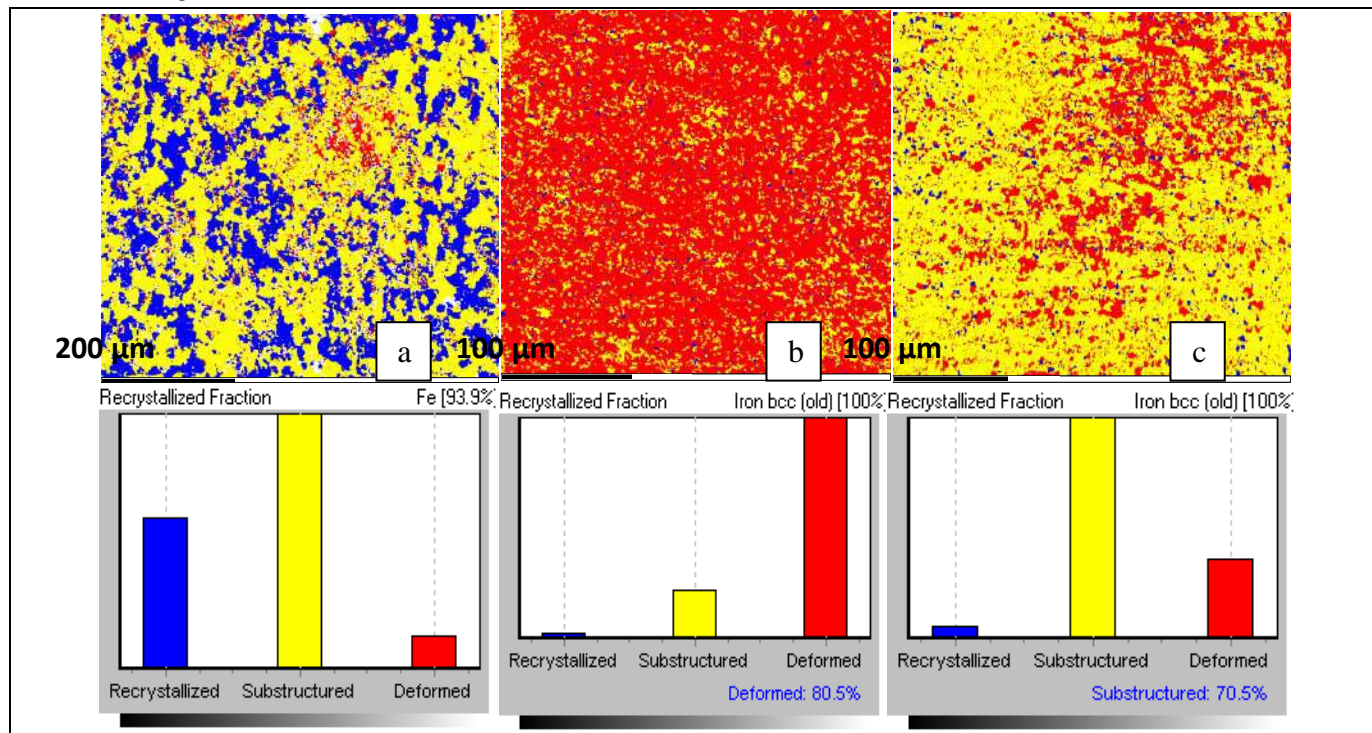 a
b
c
200 µm
100 µm
100 µm
Recrystallized Fraction Fe [93.9%]
Recrystallized Fraction Iron bcc (old) [100%]
Recrystallized Fraction Iron bcc (old) [100%]
Recrystallized Substructured Deformed
Recrystallized Substructured Deformed
Recrystallized Substructured Deformed
Deformed: 80.5%
Substructured: 70.5%